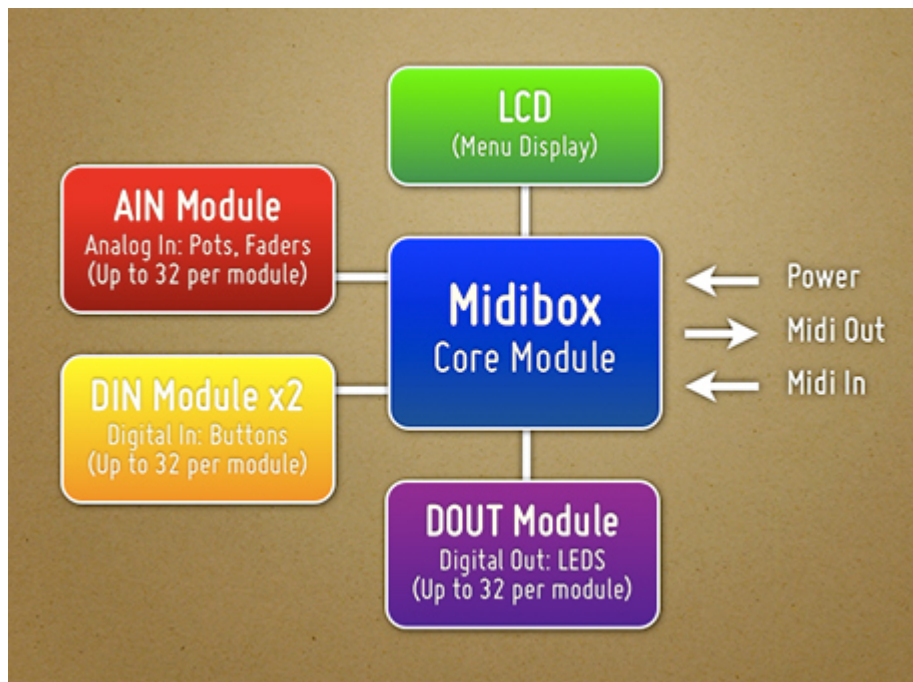 LCD
(Menu Display)
AIN Module
Analog In: Pots, Faders
(Up to 32 per module)
Midibox
Core Module
Power
Midi Out
Midi In
DIN Module x2
Digital In: Buttons
(Up to 32 per module)
DOUT Module
Digital Out: LEDS
(Up to 32 per module)